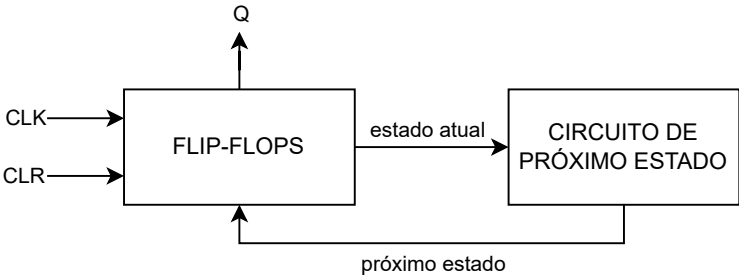 Q
CLK
CLR
FLIP-FLOPS
estado atual
CIRCUITO DE
PRÓXIMO ESTADO
próximo estado